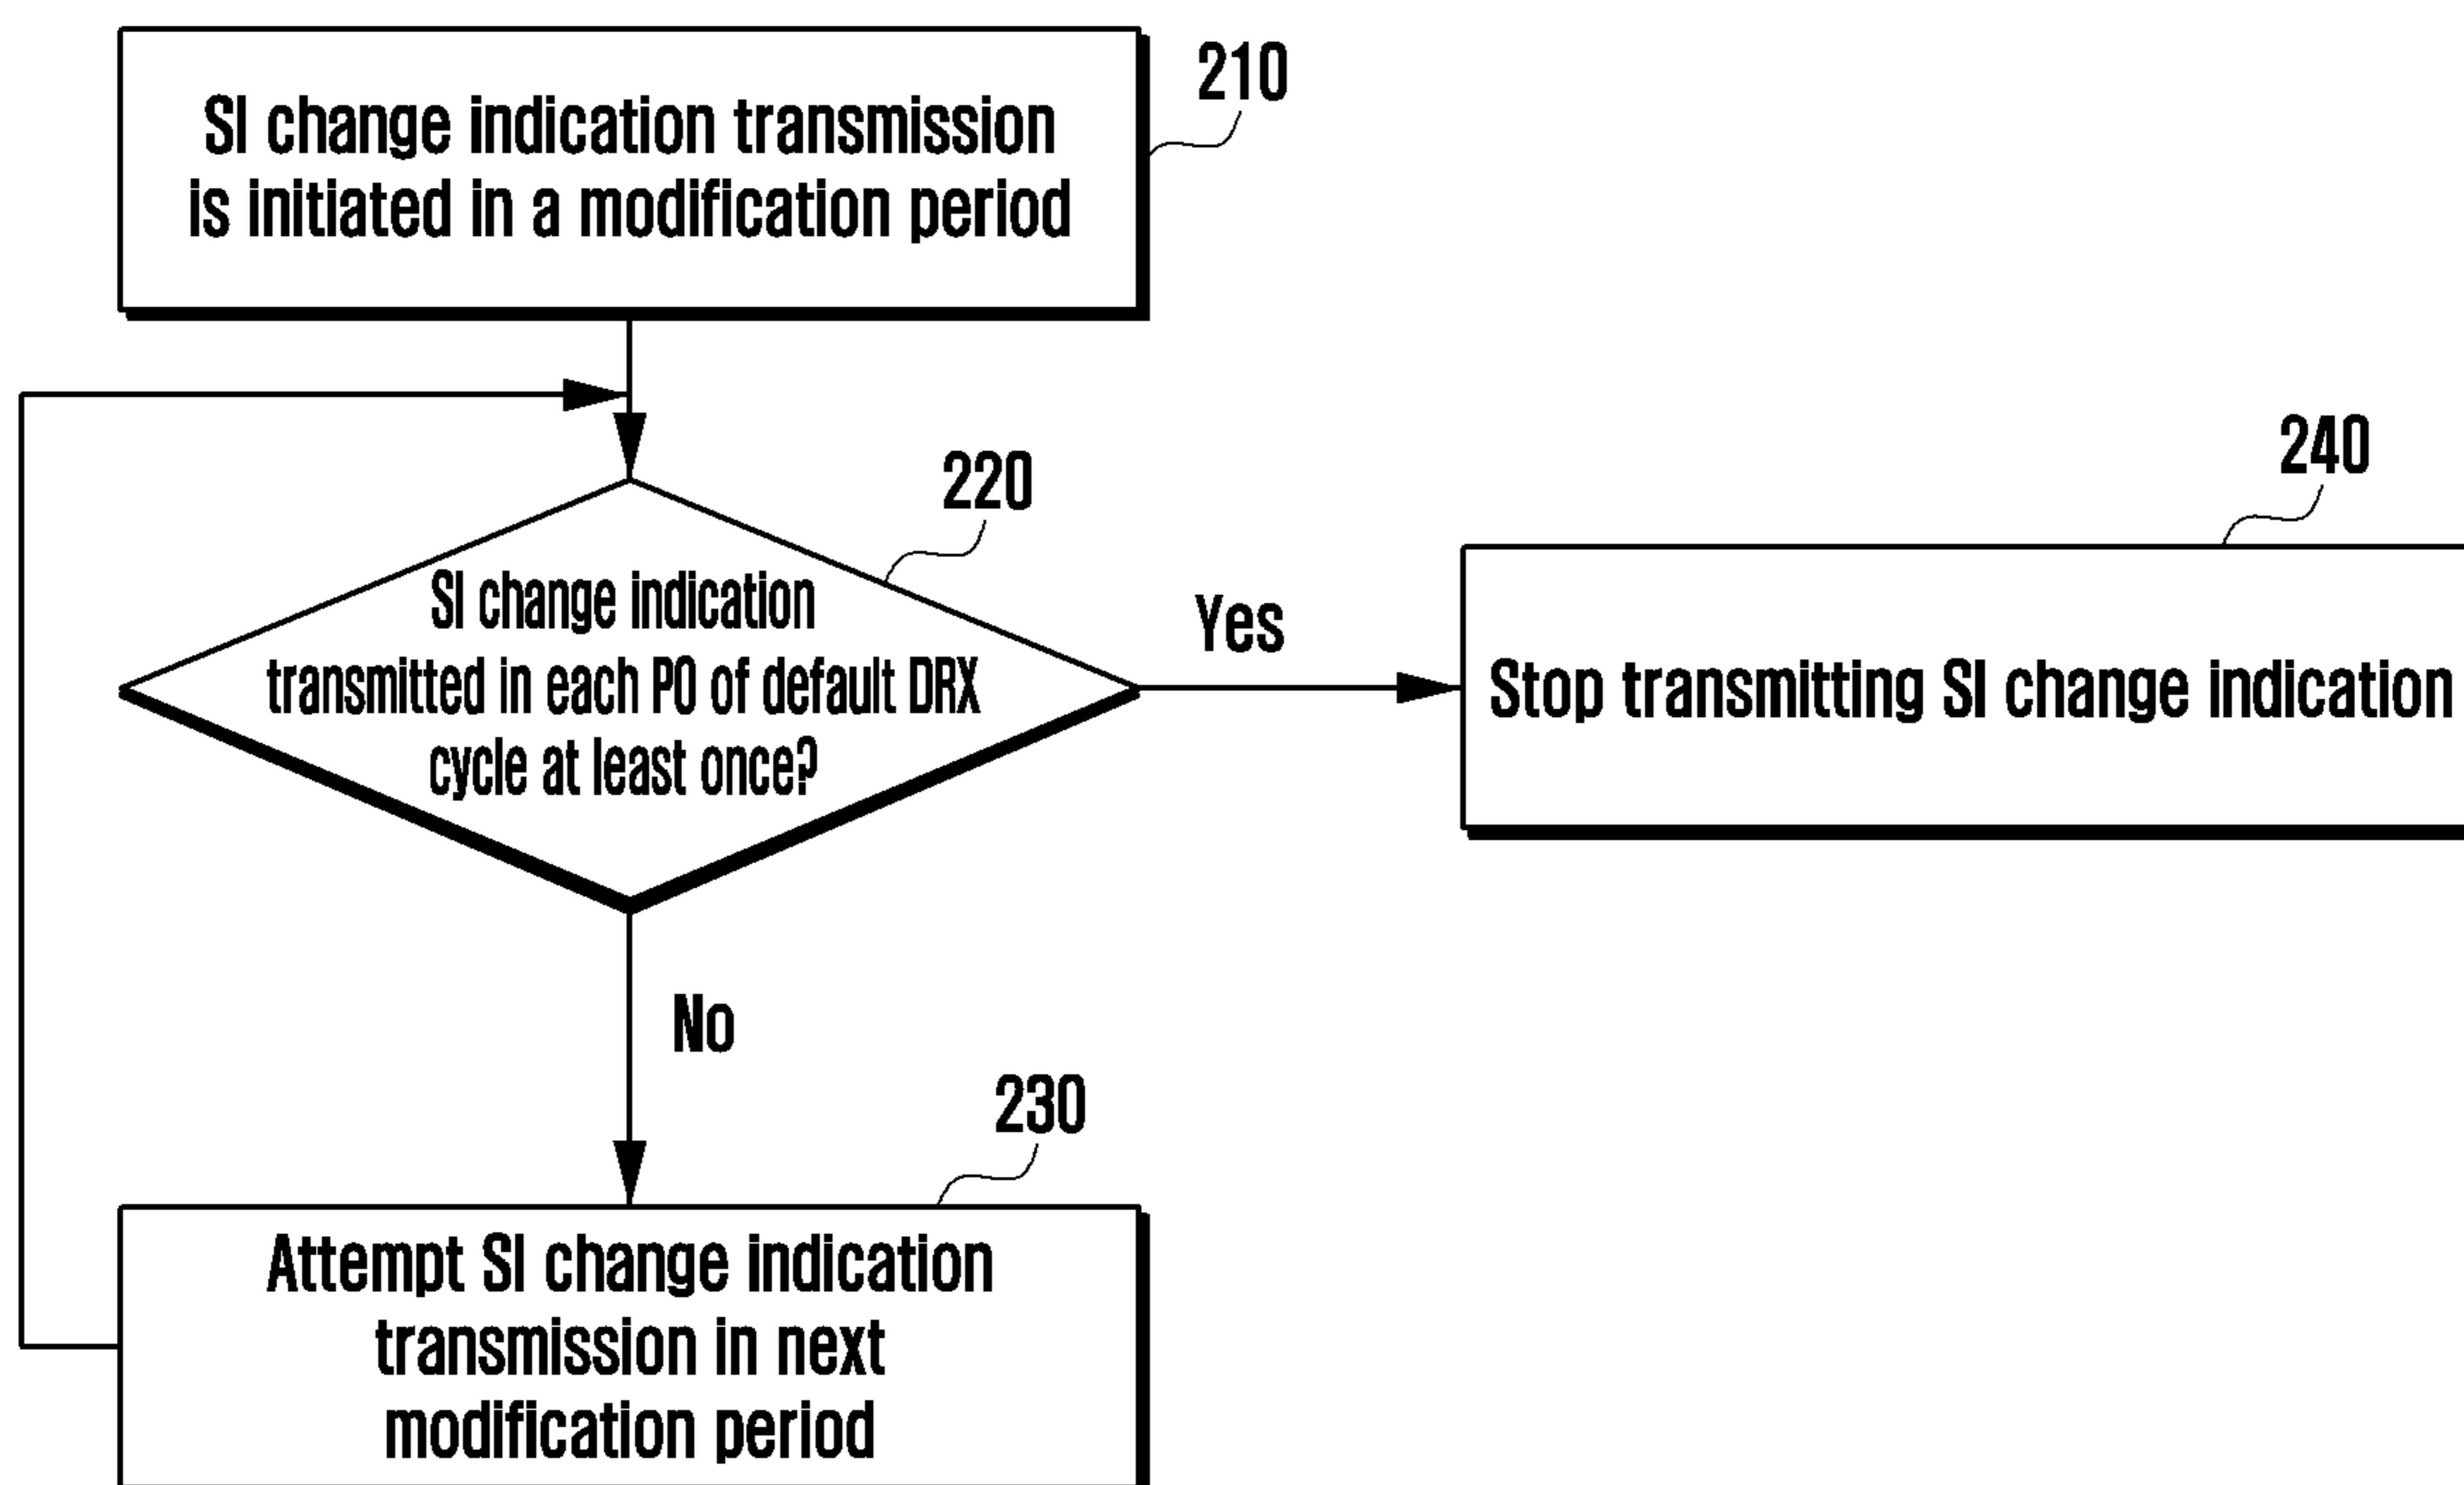 SI change indication transmission
is initiated in a modification period
210
SI change indication
transmitted in each PO of default DRX
cycle at least once?
220
Yes
Stop transmitting SI change indication
240
No
Attempt SI change indication
transmission in next
modification period
230